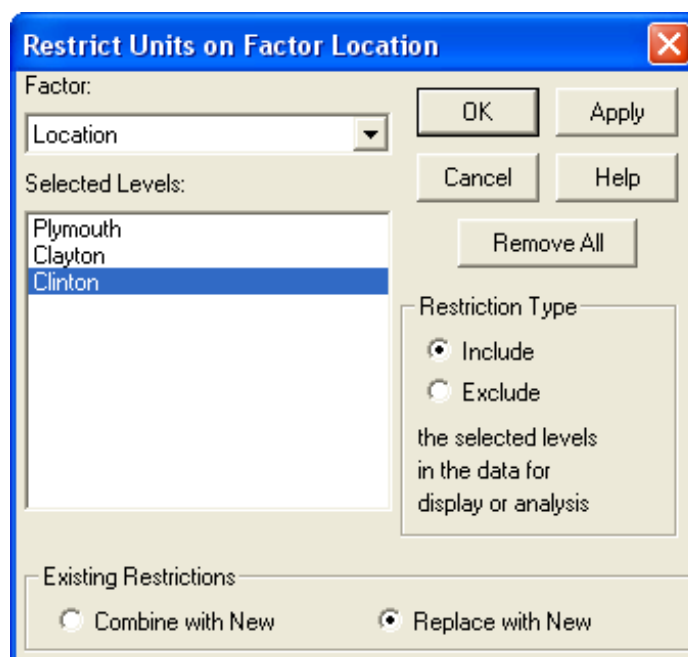 Restrict Units on Factor Location
Factor:
Location
Selected Levels:
Plymouth
Clayton
Clinton
OK
Apply
Cancel
Help
Remove All
Restriction Type
Include
Exclude
the selected levels
in the data for
display or analysis
Existing Restrictions
Combine with New
Replace with New